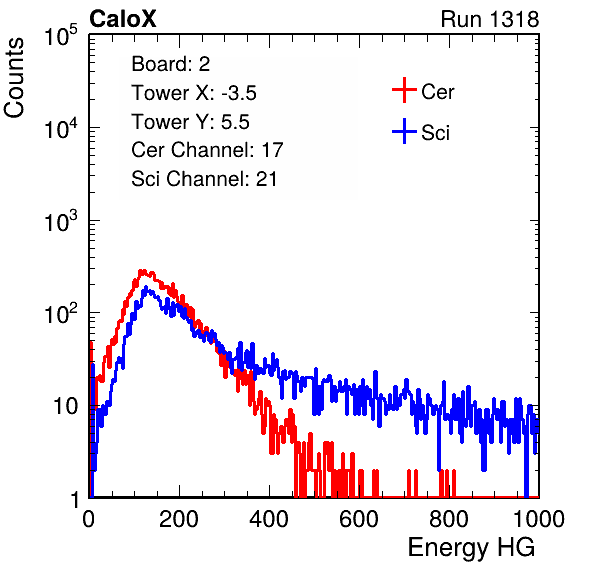 CaloX Run 1318
Counts
10^5
10^4
10^3
10^2
10
1
Board: 2
Tower X: -3.5
Tower Y: 5.5
Cer Channel: 17
Sci Channel: 21
Cer
Sci
0 200 400 600 800 1000
Energy HG